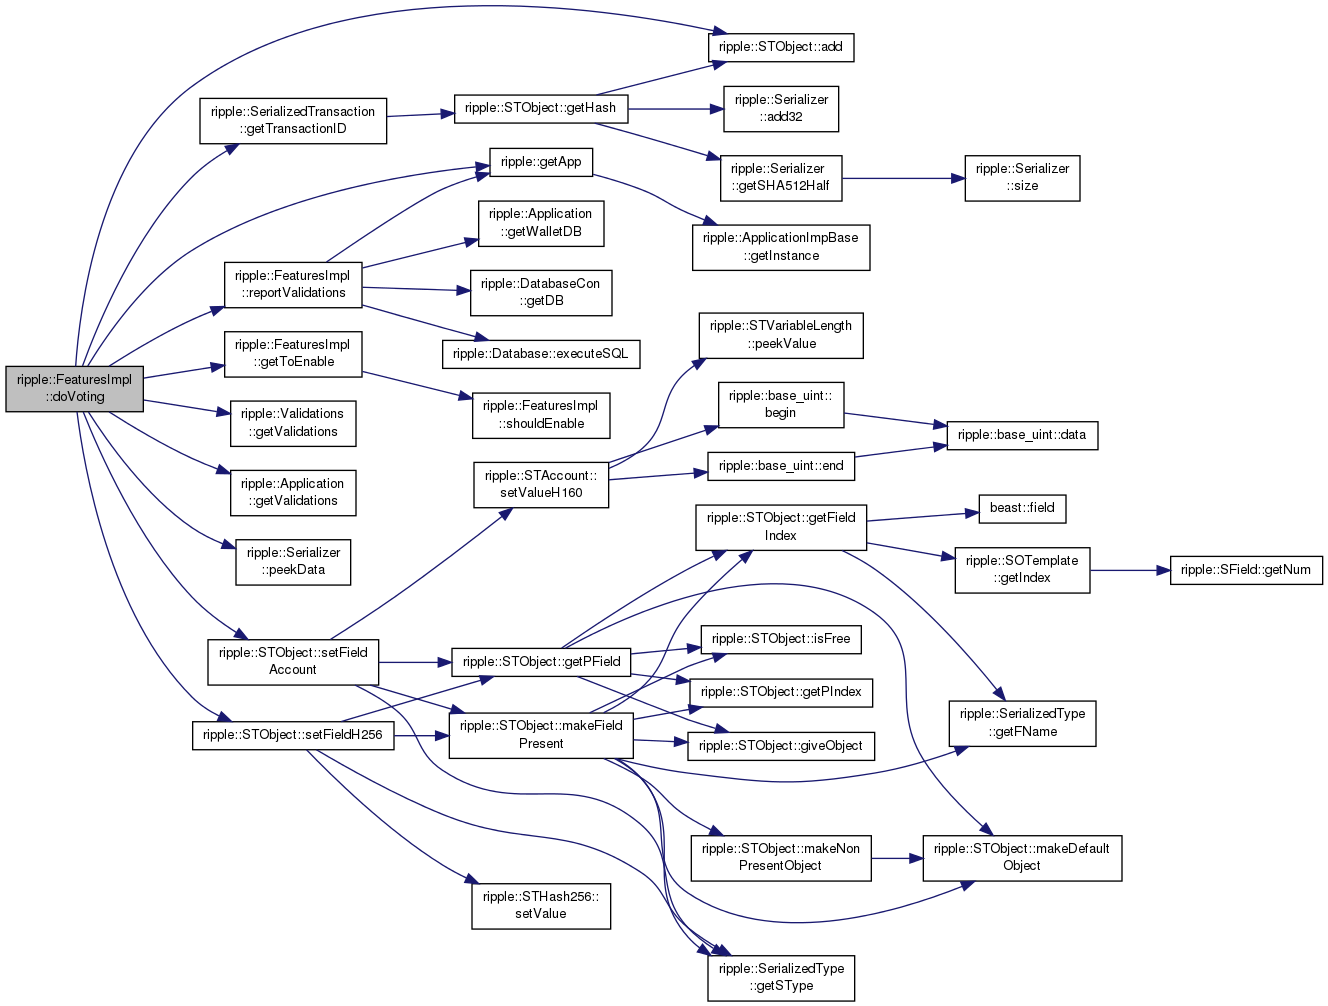 ripple::FeaturesImpl
::doVoting
ripple::SerializedTransaction
::getTransactionID
ripple::FeaturesImpl
::reportValidations
ripple::FeaturesImpl
::getToEnable
ripple::Validations
::getValidations
ripple::Application
::getValidations
ripple::Serializer
::peekData
ripple::STObject::setField
Account
ripple::STObject::setFieldH256
ripple::STObject::getHash
ripple::getApp
ripple::Application
::getWalletDB
ripple::DatabaseCon
::getDB
ripple::Database::executeSQL
ripple::FeaturesImpl
::shouldEnable
ripple::STAccount::
setValueH160
ripple::STObject::getPField
ripple::STObject::makeField
Present
ripple::STHash256::
setValue
ripple::STObject::add
ripple::Serializer
::add32
ripple::Serializer
::getSHA512Half
ripple::ApplicationImpBase
::getInstance
ripple::STVariableLength
::peekValue
ripple::base_uint::
begin
ripple::base_uint::end
ripple::STObject::getField
Index
ripple::STObject::isFree
ripple::STObject::getPIndex
ripple::STObject::giveObject
ripple::STObject::makeNon
PresentObject
ripple::SerializedType
::getSType
ripple::Serializer
::size
ripple::base_uint::data
beast::field
ripple::SOTemplate
::getIndex
ripple::SerializedType
::getFName
ripple::STObject::makeDefault
Object
ripple::SField::getNum